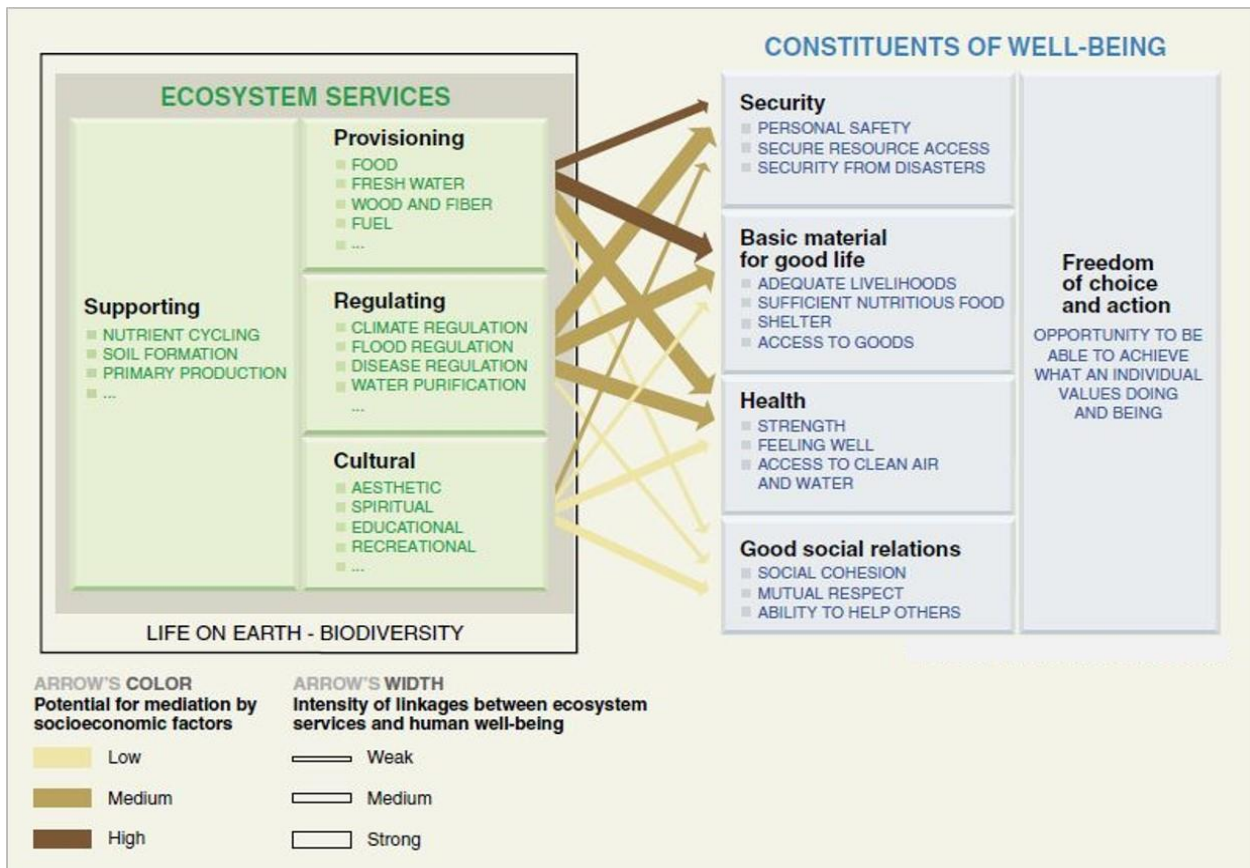 CONSTITUENTS OF WELL-BEING
ECOSYSTEM SERVICES
Supporting
NUTRIENT CYCLING
SOIL FORMATION
PRIMARY PRODUCTION
...
Provisioning
FOOD
FRESH WATER
WOOD AND FIBER
FUEL
...
Regulating
CLIMATE REGULATION
FLOOD REGULATION
DISEASE REGULATION
WATER PURIFICATION
...
Cultural
AESTHETIC
SPIRITUAL
EDUCATIONAL
RECREATIONAL
...
LIFE ON EARTH - BIODIVERSITY
Security
PERSONAL SAFETY
SECURE RESOURCE ACCESS
SECURITY FROM DISASTERS
Basic material
for good life
ADEQUATE LIVELIHOODS
SUFFICIENT NUTRITIOUS FOOD
SHELTER
ACCESS TO GOODS
Health
STRENGTH
FEELING WELL
ACCESS TO CLEAN AIR
AND WATER
Good social relations
SOCIAL COHESION
MUTUAL RESPECT
ABILITY TO HELP OTHERS
Freedom
of choice
and action
OPPORTUNITY TO BE
ABLE TO ACHIEVE
WHAT AN INDIVIDUAL
VALUES DOING
AND BEING
ARROW'S COLOR
Potential for mediation by
socioeconomic factors
Low
Medium
High
ARROW'S WIDTH
Intensity of linkages between ecosystem
services and human well-being
Weak
Medium
Strong